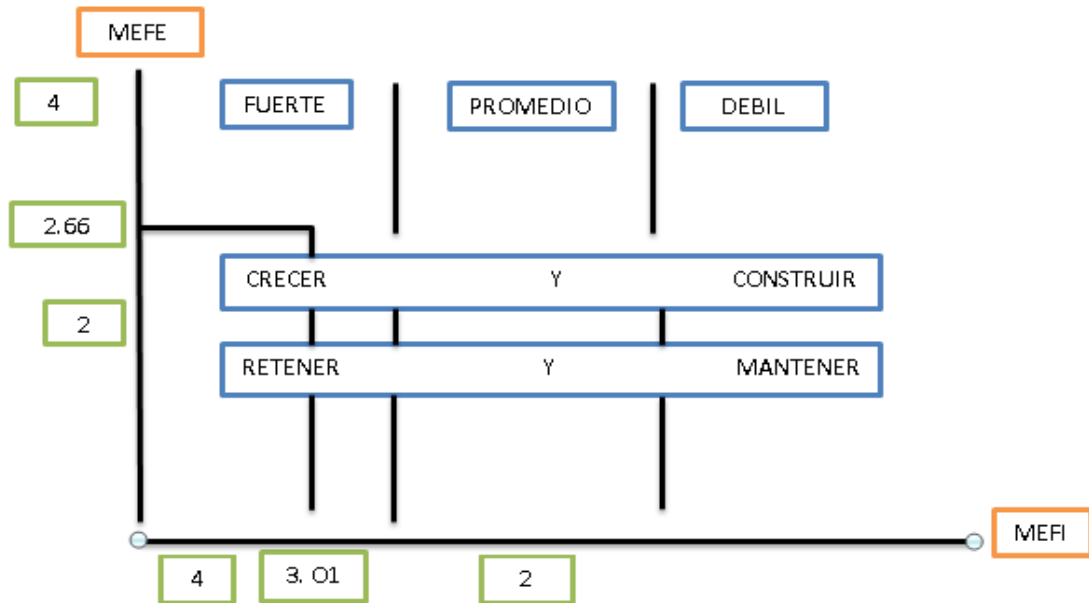 MEFE
4
FUERTE
PROMEDIO
DEBIL
2.66
CRECER Y CONSTRUIR
2
RETENER Y MANTENER
MEFI
4
3. O1
2